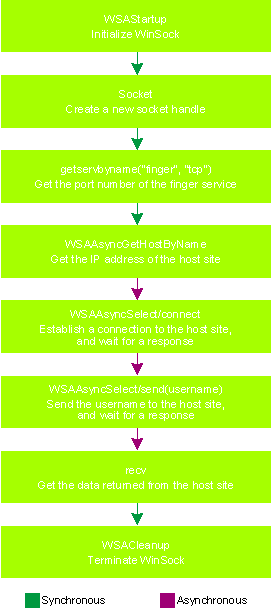 WSAStartup
Initialize WinSock
Socket
Create a new socket handle
getservbyname("finger", "tcp")
Get the port number of the finger service
WSAAsyncGetHostByName
Get the IP address of the host site
WSAAsyncSelect/connect
Establish a connection to the host site,
and wait for a response
WSAAsyncSelect/send(username)
Send the username to the host site,
and wait for a response
recv
Get the data returned from the host site
WSACleanup
Terminate WinSock
Synchronous
Asynchronous